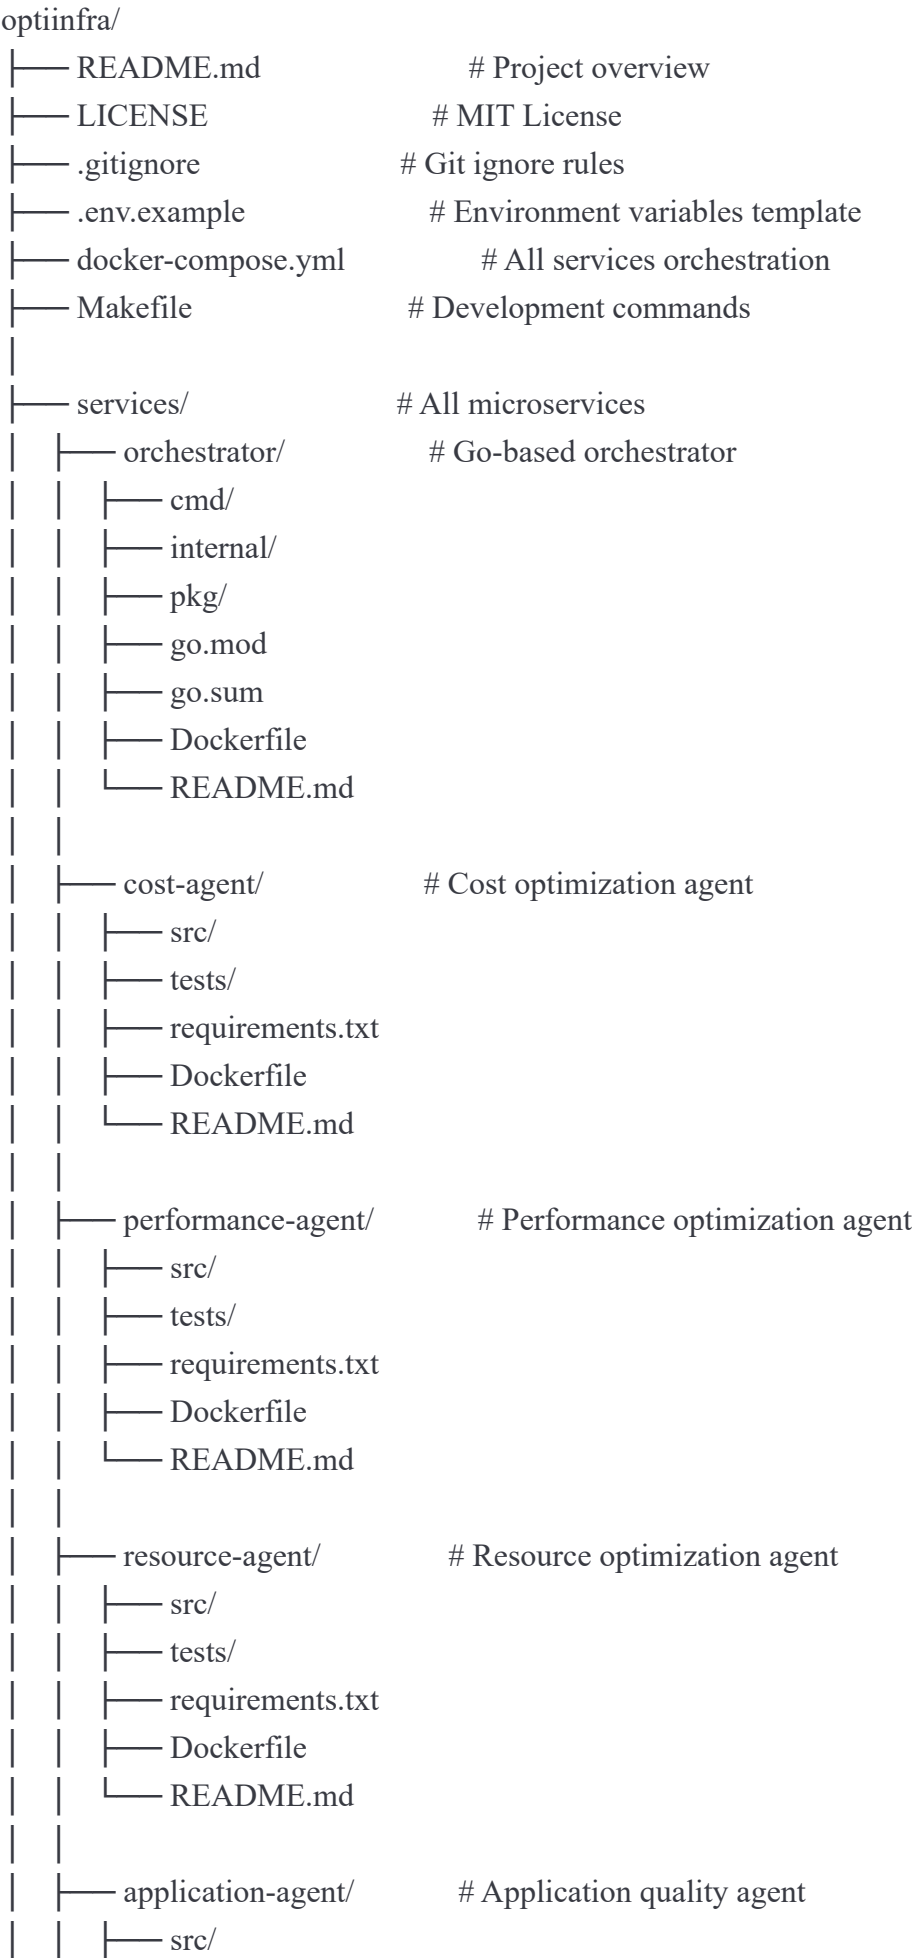 optiinfra/
├── README.md # Project overview
├── LICENSE # MIT License
├── .gitignore # Git ignore rules
├── .env.example # Environment variables template
├── docker-compose.yml # All services orchestration
├── Makefile # Development commands
│
├── services/ # All microservices
│ ├── orchestrator/ # Go-based orchestrator
│ │ ├── cmd/
│ │ ├── internal/
│ │ ├── pkg/
│ │ ├── go.mod
│ │ ├── go.sum
│ │ ├── Dockerfile
│ │ └── README.md
│ │
│ ├── cost-agent/ # Cost optimization agent
│ │ ├── src/
│ │ ├── tests/
│ │ ├── requirements.txt
│ │ ├── Dockerfile
│ │ └── README.md
│ │
│ ├── performance-agent/ # Performance optimization agent
│ │ ├── src/
│ │ ├── tests/
│ │ ├── requirements.txt
│ │ ├── Dockerfile
│ │ └── README.md
│ │
│ ├── resource-agent/ # Resource optimization agent
│ │ ├── src/
│ │ ├── tests/
│ │ ├── requirements.txt
│ │ ├── Dockerfile
│ │ └── README.md
│ │
│ ├── application-agent/ # Application quality agent
│ │ ├── src/